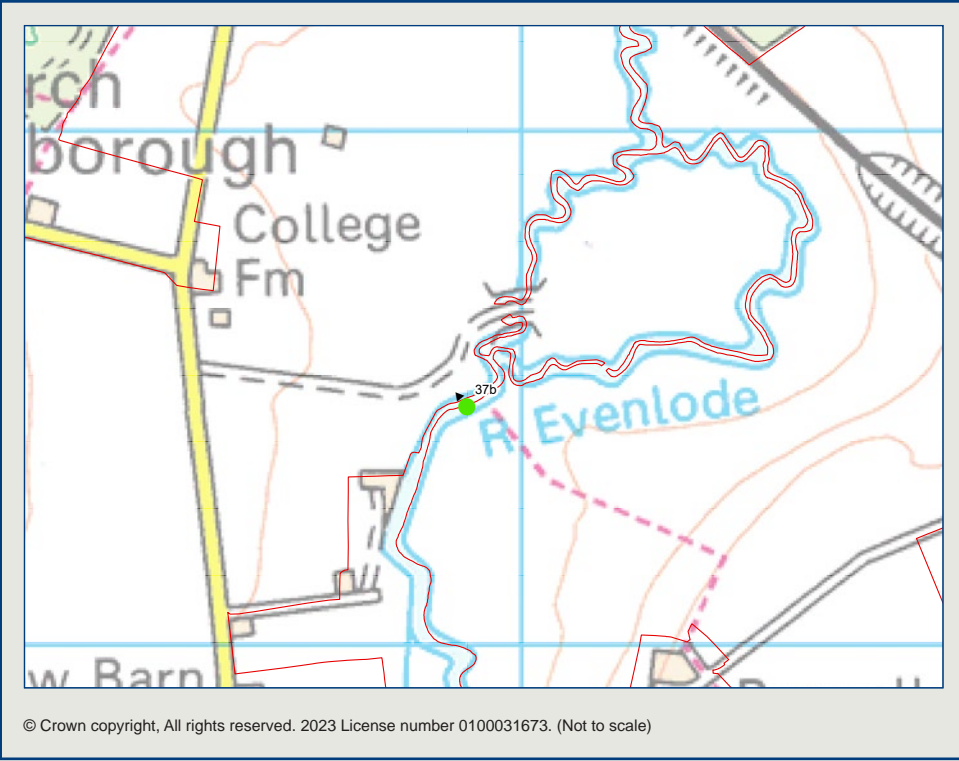 rch
borough
College
Fm
37b
R Evenlode
w Barn
© Crown copyright, All rights reserved. 2023 License number 0100031673. (Not to scale)